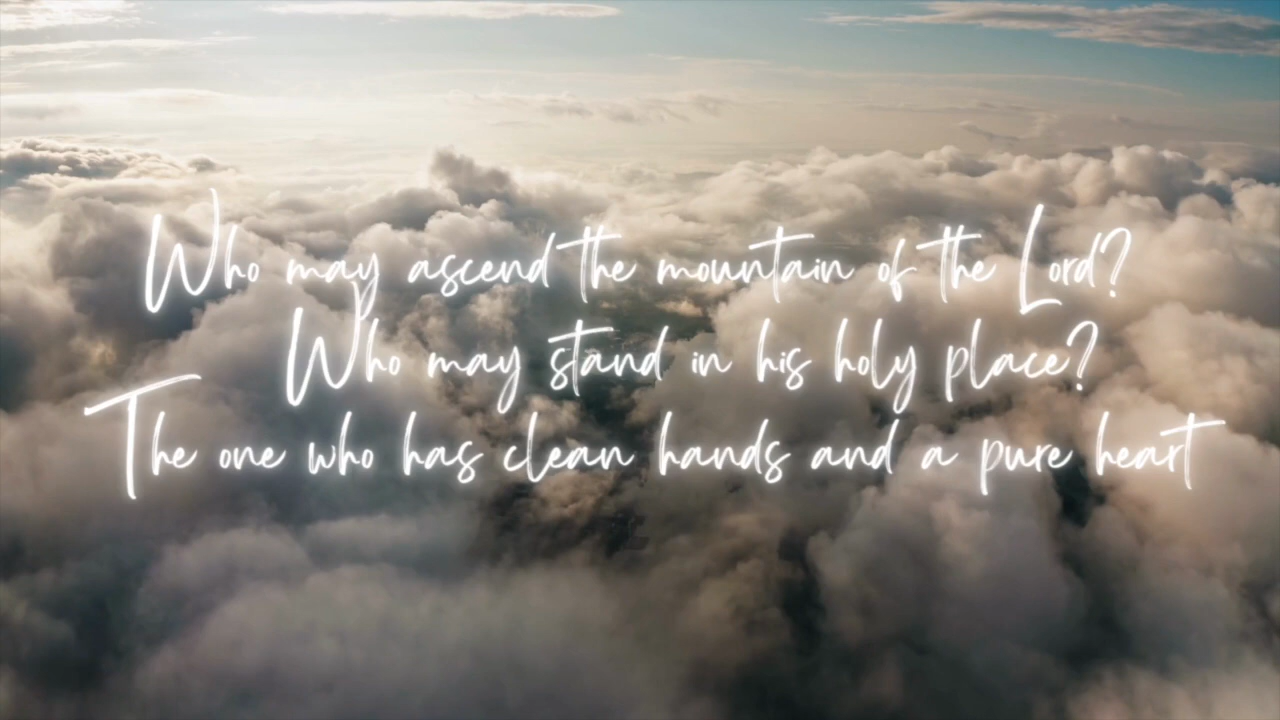 Who may ascend the mountain of the Lord?
Who may stand in his holy place?
The one who has clean hands and a pure heart